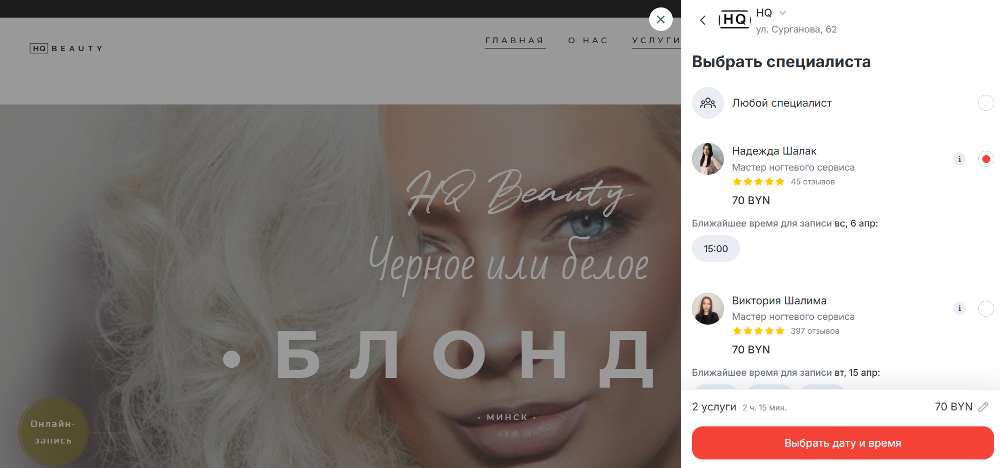 HQ BEAUTY
ГЛАВНАЯ
О НАС
УСЛУГИ
HQ Beauty
Черное или белое
• БЛОНД
• МИНСК •
Онлайн-
запись
HQ
HQ
ул. Сурганова, 62
Выбрать специалиста
Любой специалист
Надежда Шалак
Мастер ногтевого сервиса
45 отзывов
70 BYN
Ближайшее время для записи вс, 6 апр:
15:00
Виктория Шалима
Мастер ногтевого сервиса
397 отзывов
70 BYN
Ближайшее время для записи вт, 15 апр:
2 услуги 2 ч. 15 мин.
70 BYN
Выбрать дату и время